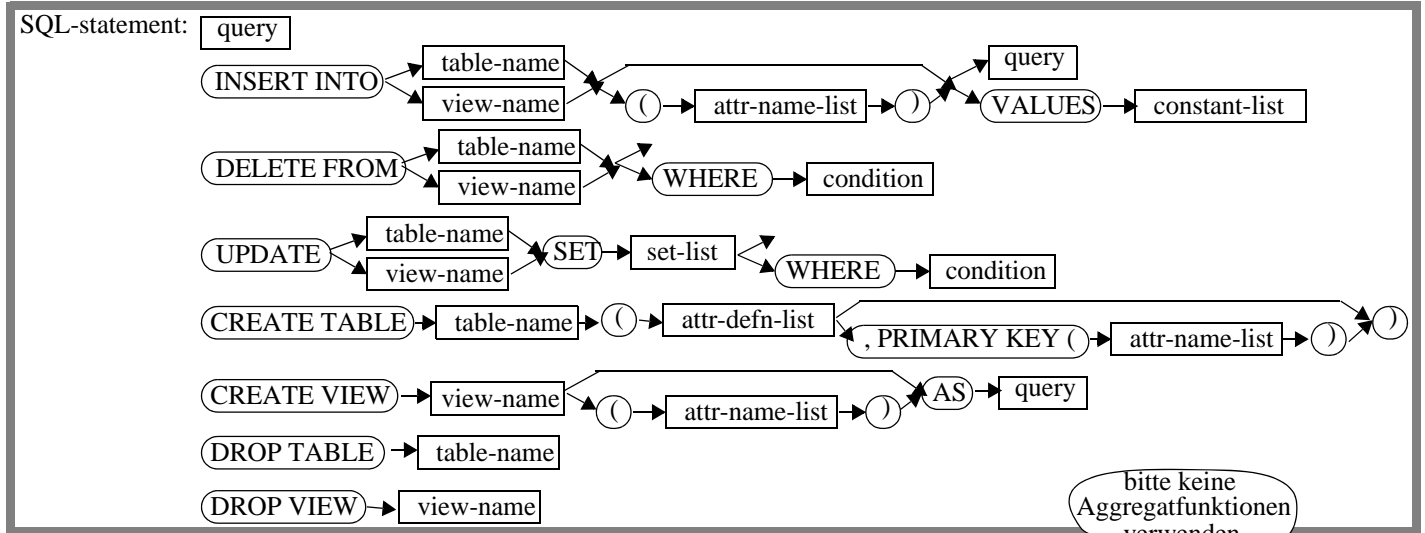 SQL-statement: query
INSERT INTO table-name view-name ( attr-name-list ) query VALUES constant-list
DELETE FROM table-name view-name WHERE condition
UPDATE table-name view-name SET set-list WHERE condition
CREATE TABLE table-name ( attr-defn-list , PRIMARY KEY ( attr-name-list ) )
CREATE VIEW view-name ( attr-name-list ) AS query
DROP TABLE table-name
DROP VIEW view-name
bitte keine
Aggregatfunktionen
verwenden